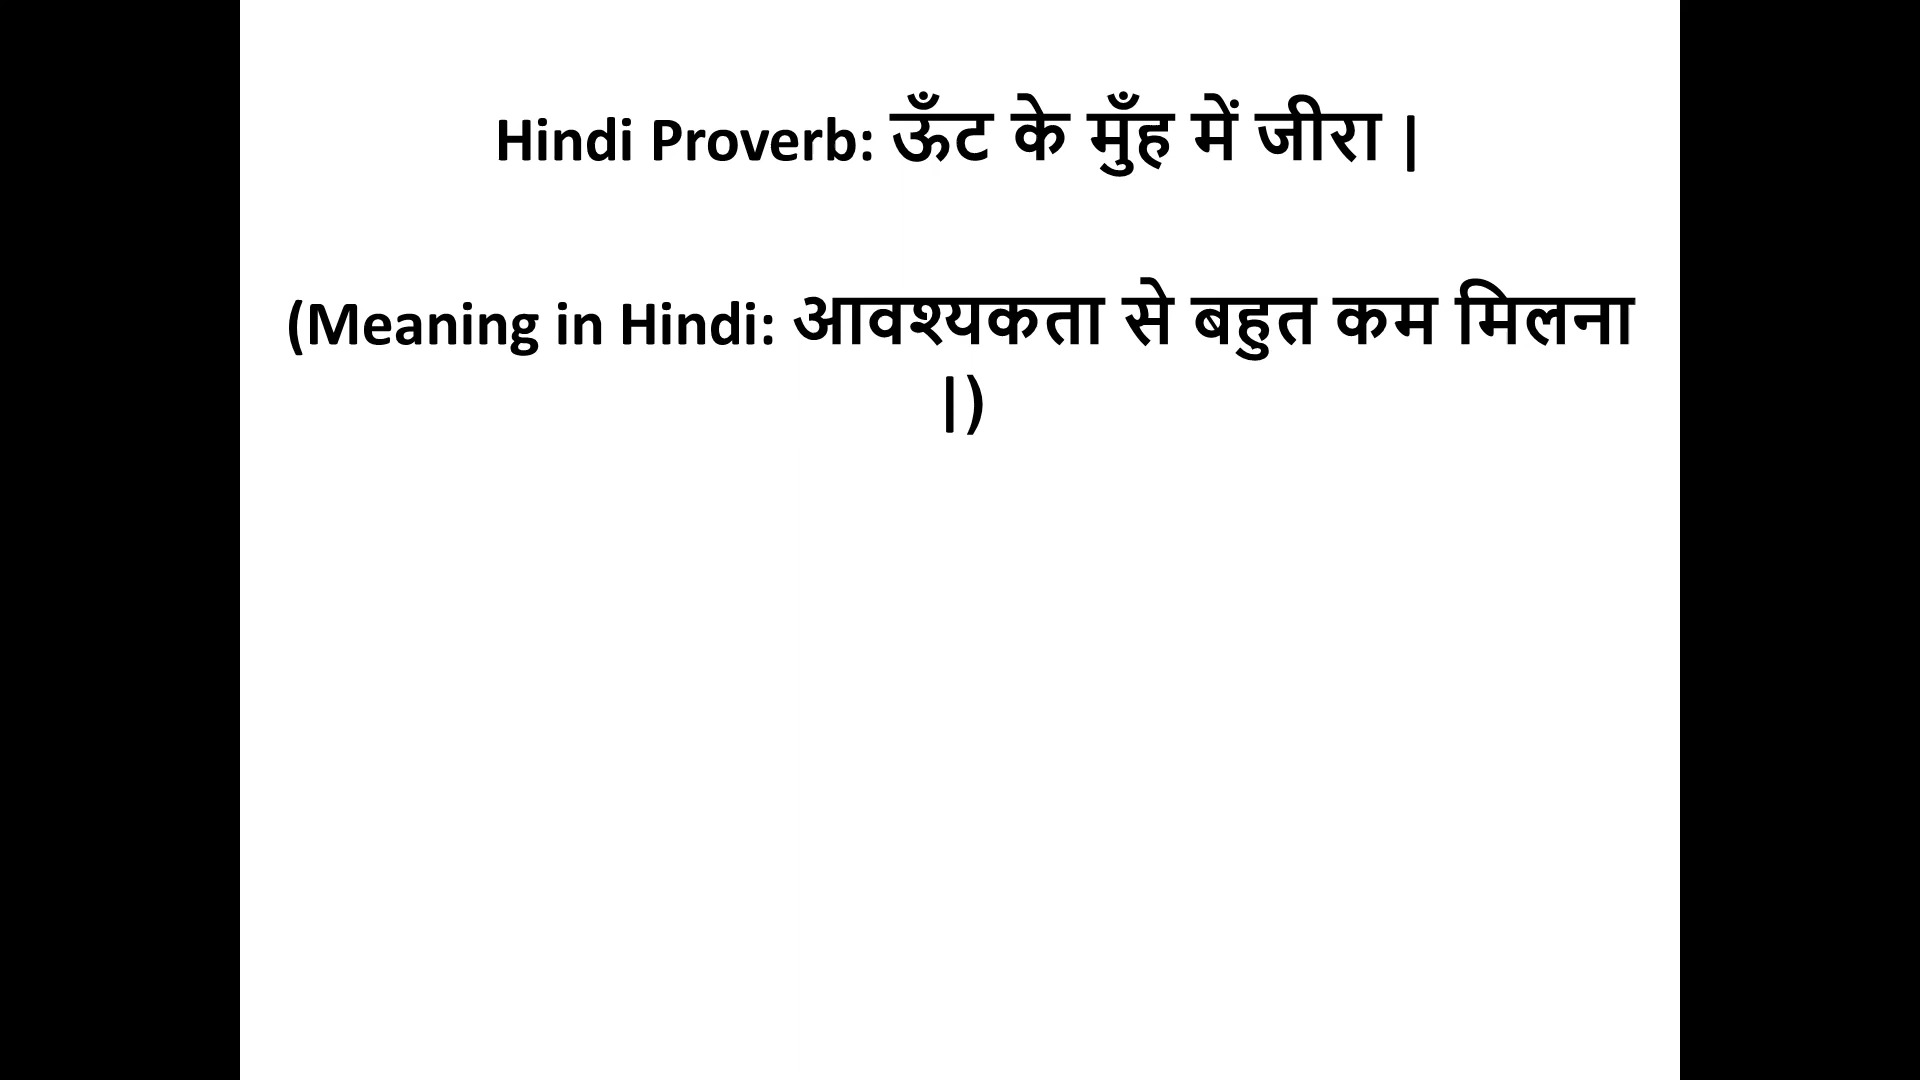 Hindi Proverb: ऊँट के मुँह में जीरा |
(Meaning in Hindi: आवश्यकता से बहुत कम मिलना
|)